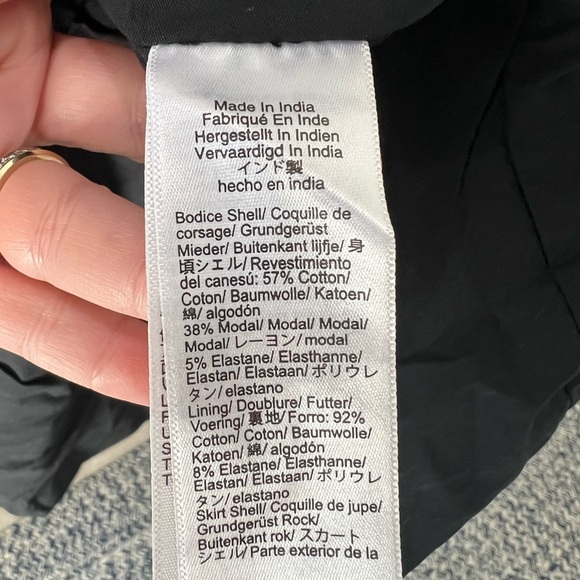 Made In India
Fabriqué En Inde
Hergestellt In Indien
Vervaardigd In India
インド製
hecho en india
Bodice Shell/ Coquille de
corsage/ Grundgerüst
Mieder/ Buitenkant lijfje/ 身
頃シェル/ Revestimiento
del canesú: 57% Cotton/
Coton/ Baumwolle/ Katoen/
綿/ algodón
38% Modal/ Modal/ Modal/
Modal/ レーヨン/ modal
5% Elastane/ Elasthanne/
Elastan/ Elastaan/ ポリウレ
タン/ elastano
Lining/ Doublure/ Futter/
Voering/ 裏地/ Forro: 92%
Cotton/ Coton/ Baumwolle/
Katoen/ 綿/ algodón
8% Elastane/ Elasthanne/
Elastan/ Elastaan/ ポリウレ
タン/ elastano
Skirt Shell/ Coquille de jupe/
Grundgerüst Rock/
Buitenkant rok/ スカート
シェル/ Parte exterior de la